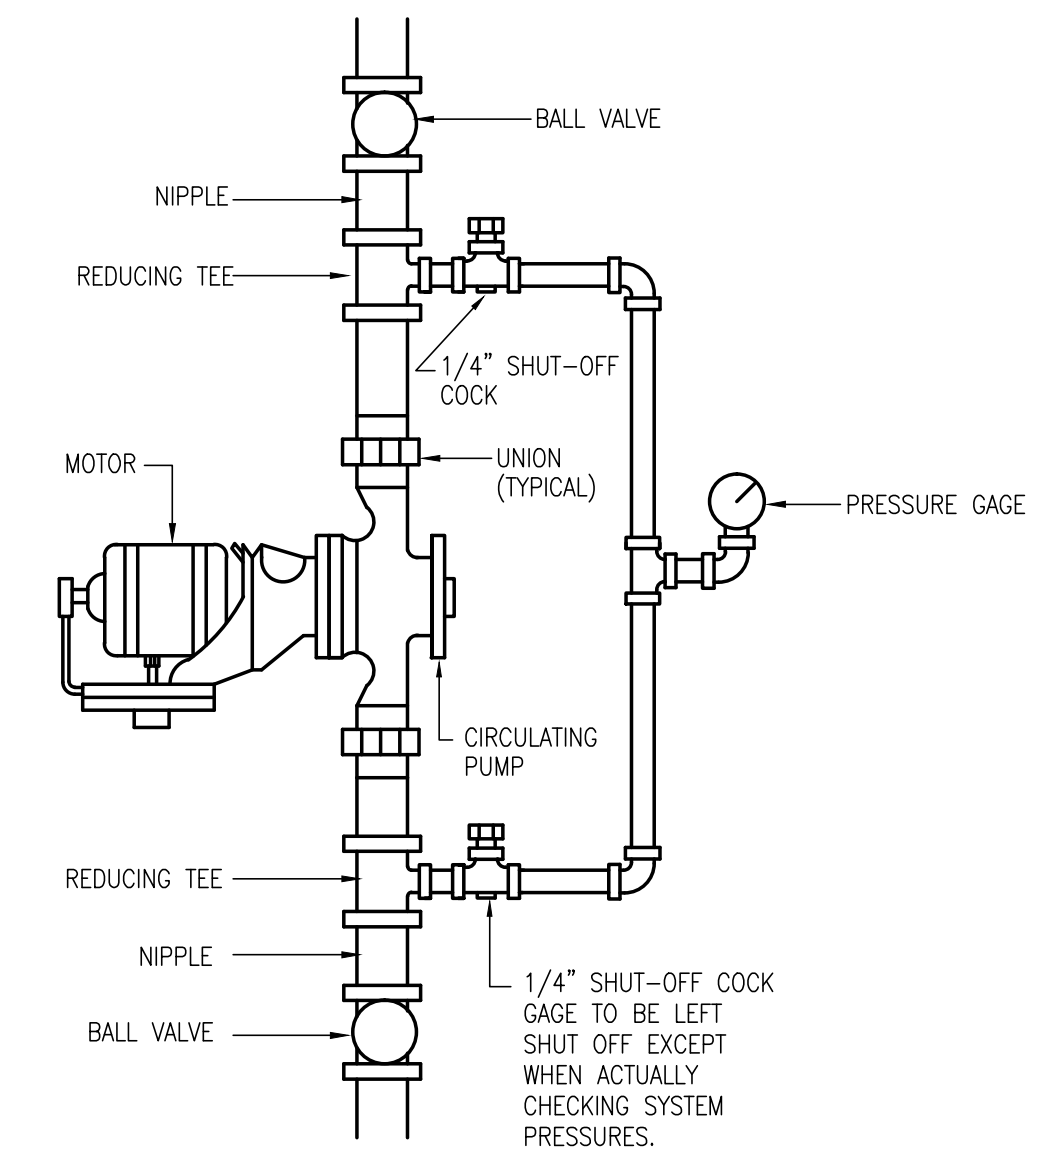 BALL VALVE
NIPPLE
REDUCING TEE
1/4” SHUT-OFF
COCK
MOTOR
UNION
(TYPICAL)
PRESSURE GAGE
CIRCULATING
PUMP
REDUCING TEE
NIPPLE
1/4” SHUT-OFF COCK
GAGE TO BE LEFT
SHUT OFF EXCEPT
WHEN ACTUALLY
CHECKING SYSTEM
PRESSURES.
BALL VALVE